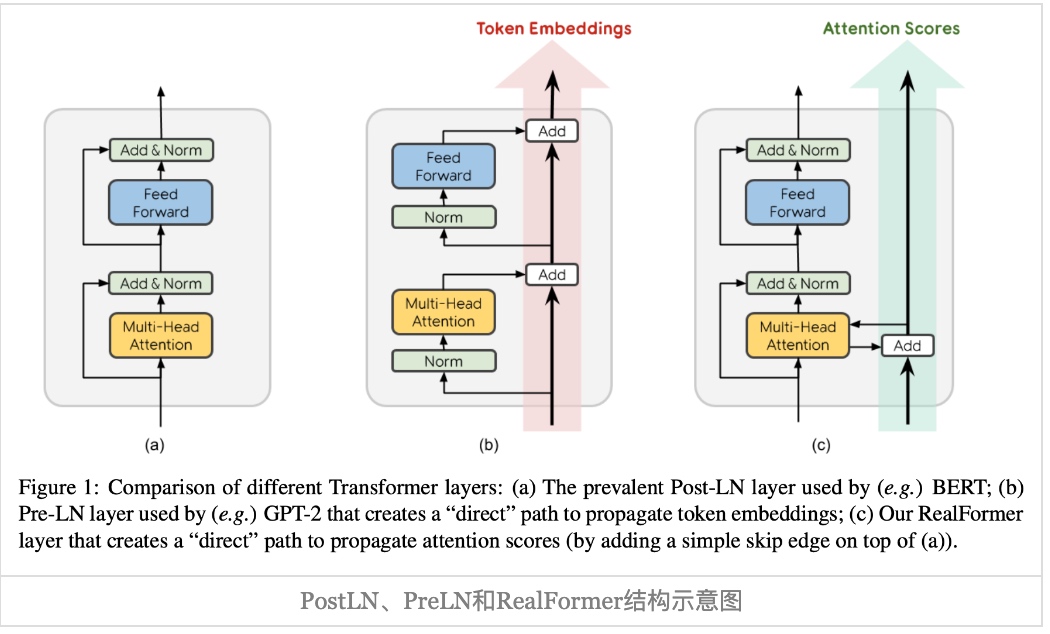 Token Embeddings
Attention Scores
Add & Norm
Feed
Forward
Add & Norm
Multi-Head
Attention
(a)
Add
Feed
Forward
Norm
Add
Multi-Head
Attention
Norm
(b)
Add & Norm
Feed
Forward
Add & Norm
Multi-Head
Attention
Add
(c)
Figure 1: Comparison of different Transformer layers: (a) The prevalent Post-LN layer used by (e.g.) BERT; (b)
Pre-LN layer used by (e.g.) GPT-2 that creates a “direct” path to propagate token embeddings; (c) Our RealFormer
layer that creates a “direct” path to propagate attention scores (by adding a simple skip edge on top of (a)).
PostLN、PreLN和RealFormer结构示意图